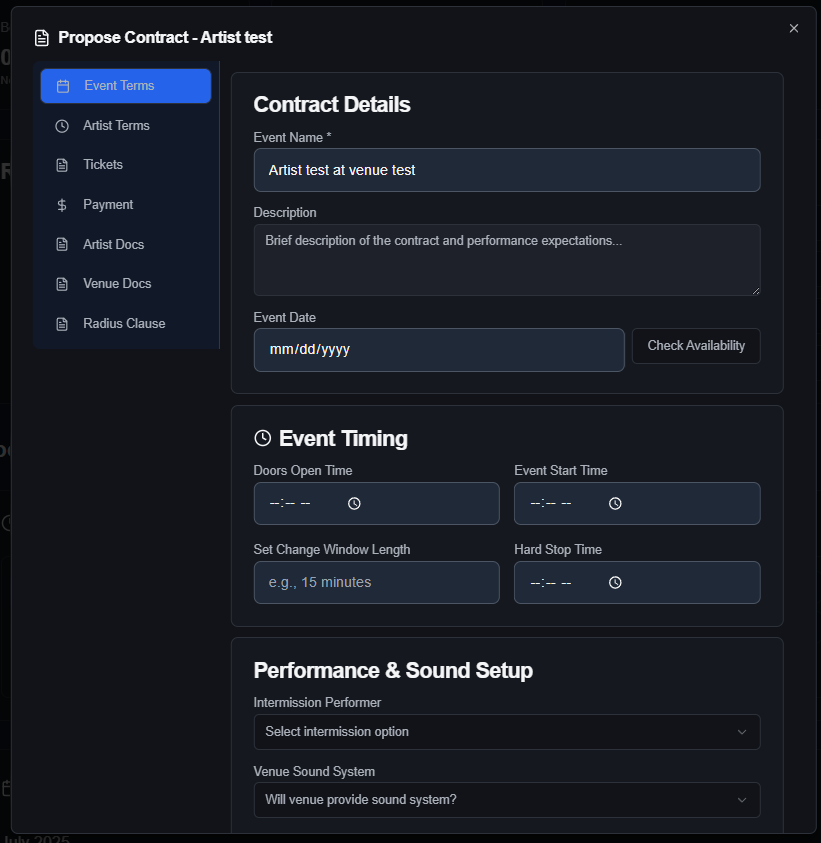 Propose Contract - Artist test
Event Terms
Artist Terms
Tickets
Payment
Artist Docs
Venue Docs
Radius Clause
Contract Details
Event Name *
Artist test at venue test
Description
Brief description of the contract and performance expectations...
Event Date
mm/dd/yyyy
Check Availability
Event Timing
Doors Open Time
Event Start Time
--:-- --
--:-- --
Set Change Window Length
Hard Stop Time
e.g., 15 minutes
--:-- --
Performance & Sound Setup
Intermission Performer
Select intermission option
Venue Sound System
Will venue provide sound system?
July 2025